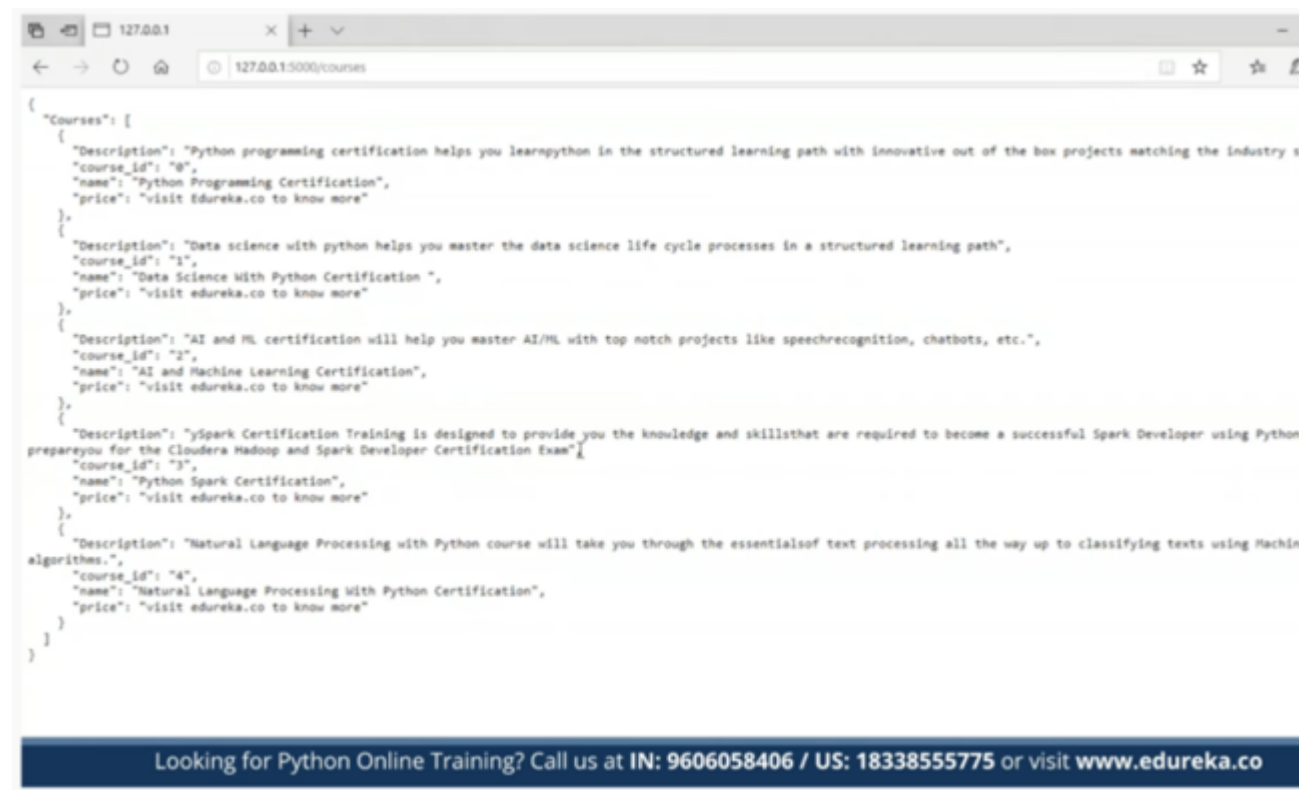 127.0.0.1
127.0.0.1:5000/courses
{
"Courses": [
{
"Description": "Python programming certification helps you learnpython in the structured learning path with innovative out of the box projects matching the industry s
"course_id": "0",
"name": "Python Programming Certification",
"price": "visit Edureka.co to know more"
},
{
"Description": "Data science with python helps you master the data science life cycle processes in a structured learning path",
"course_id": "1",
"name": "Data Science With Python Certification ",
"price": "visit edureka.co to know more"
},
{
"Description": "AI and ML certification will help you master AI/ML with top notch projects like speechrecognition, chatbots, etc.",
"course_id": "2",
"name": "AI and Machine Learning Certification",
"price": "visit edureka.co to know more"
},
{
"Description": "ySpark Certification Training is designed to provide you the knowledge and skillsthat are required to become a successful Spark Developer using Python
prepareyou for the Cloudera Hadoop and Spark Developer Certification Exam",
"course_id": "3",
"name": "Python Spark Certification",
"price": "visit edureka.co to know more"
},
{
"Description": "Natural Language Processing with Python course will take you through the essentialsof text processing all the way up to classifying texts using Machin
algorithms.",
"course_id": "4",
"name": "Natural Language Processing With Python Certification",
"price": "visit edureka.co to know more"
}
]
}
Looking for Python Online Training? Call us at IN: 9606058406 / US: 18338555775 or visit www.edureka.co